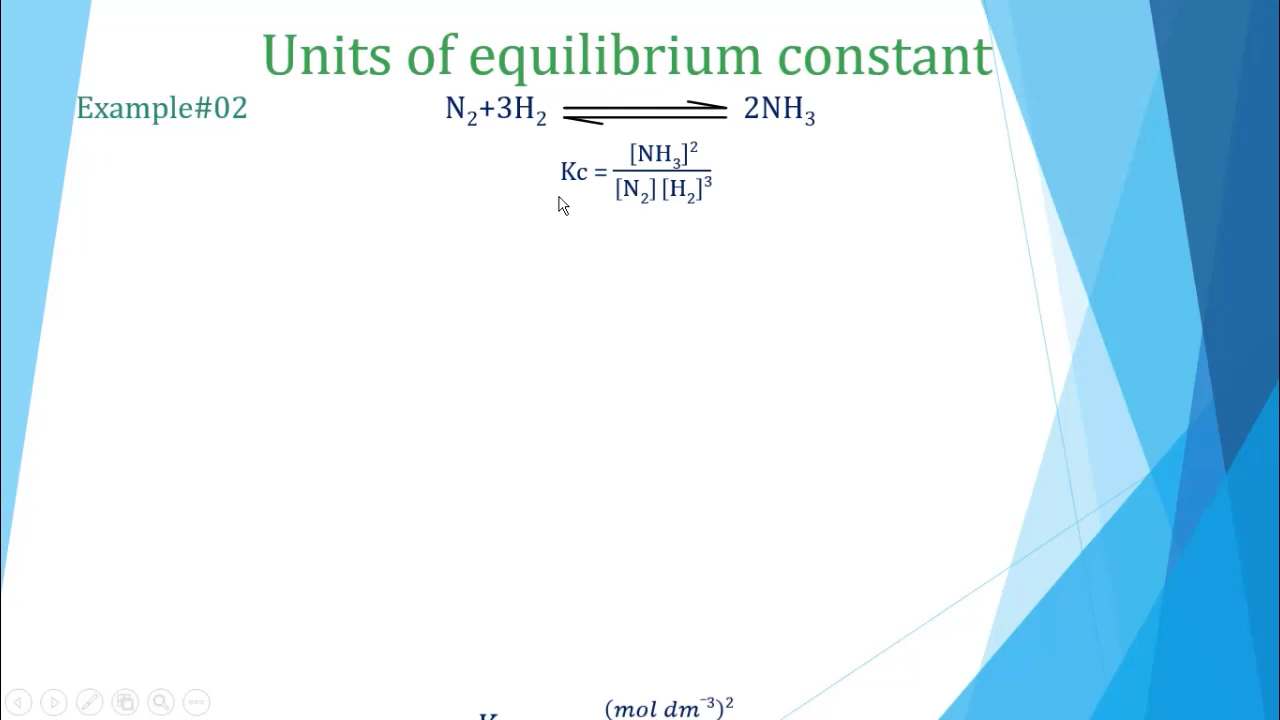 Units of equilibrium constant
Example#02 N₂+3H₂ ⇌ 2NH₃
Kc = [NH₃]² / [N₂] [H₂]³
(mol dm⁻³)²